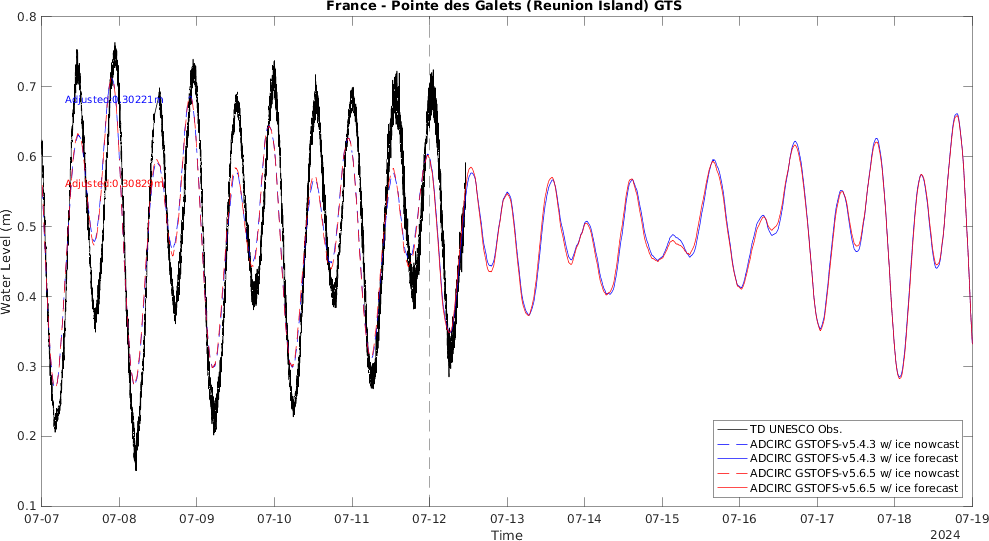 France - Pointe des Galets (Reunion Island) GTS
0.8
0.7
0.6
0.5
0.4
0.3
0.2
0.1
Water Level (m)
Adjusted:0.30221m
Adjusted:0.30829m
TD UNESCO Obs.
ADCIRC GSTOFS-v5.4.3 w/ ice nowcast
ADCIRC GSTOFS-v5.4.3 w/ ice forecast
ADCIRC GSTOFS-v5.6.5 w/ ice nowcast
ADCIRC GSTOFS-v5.6.5 w/ ice forecast
07-07 07-08 07-09 07-10 07-11 07-12 07-13 07-14 07-15 07-16 07-17 07-18 07-19
Time
2024